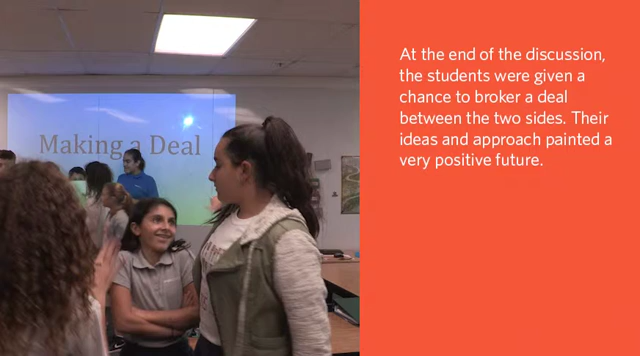 Making a Deal
At the end of the discussion,
the students were given a
chance to broker a deal
between the two sides. Their
ideas and approach painted a
very positive future.